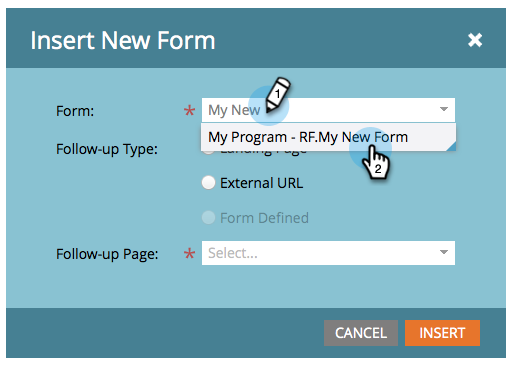 Insert New Form
Form:
* My New
1
My Program - RF.My New Form
2
Follow-up Type:
Landing Page
External URL
Form Defined
Follow-up Page:
* Select...
CANCEL
INSERT